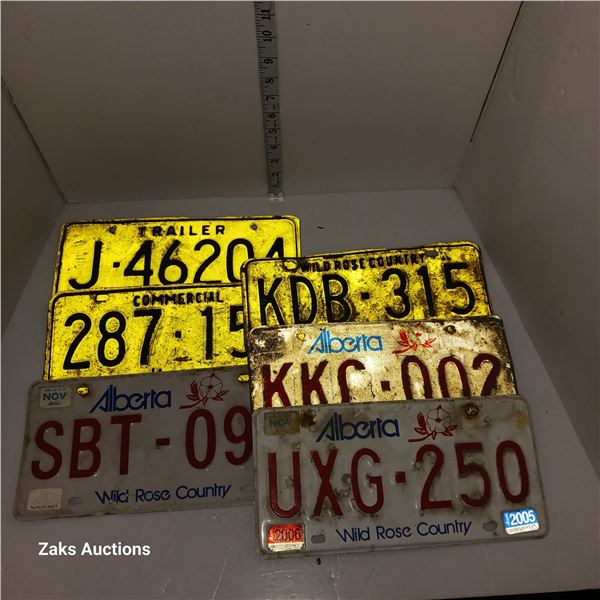 TRAILER
J-46204
COMMERCIAL
287-15
WILD ROSE COUNTRY
KDB-315
Alberta
KKC-002
NOV
Alberta
SBT-09
Wild Rose Country
NOV
Alberta
UXG-250
2006
2005
Wild Rose Country
Zaks Auctions